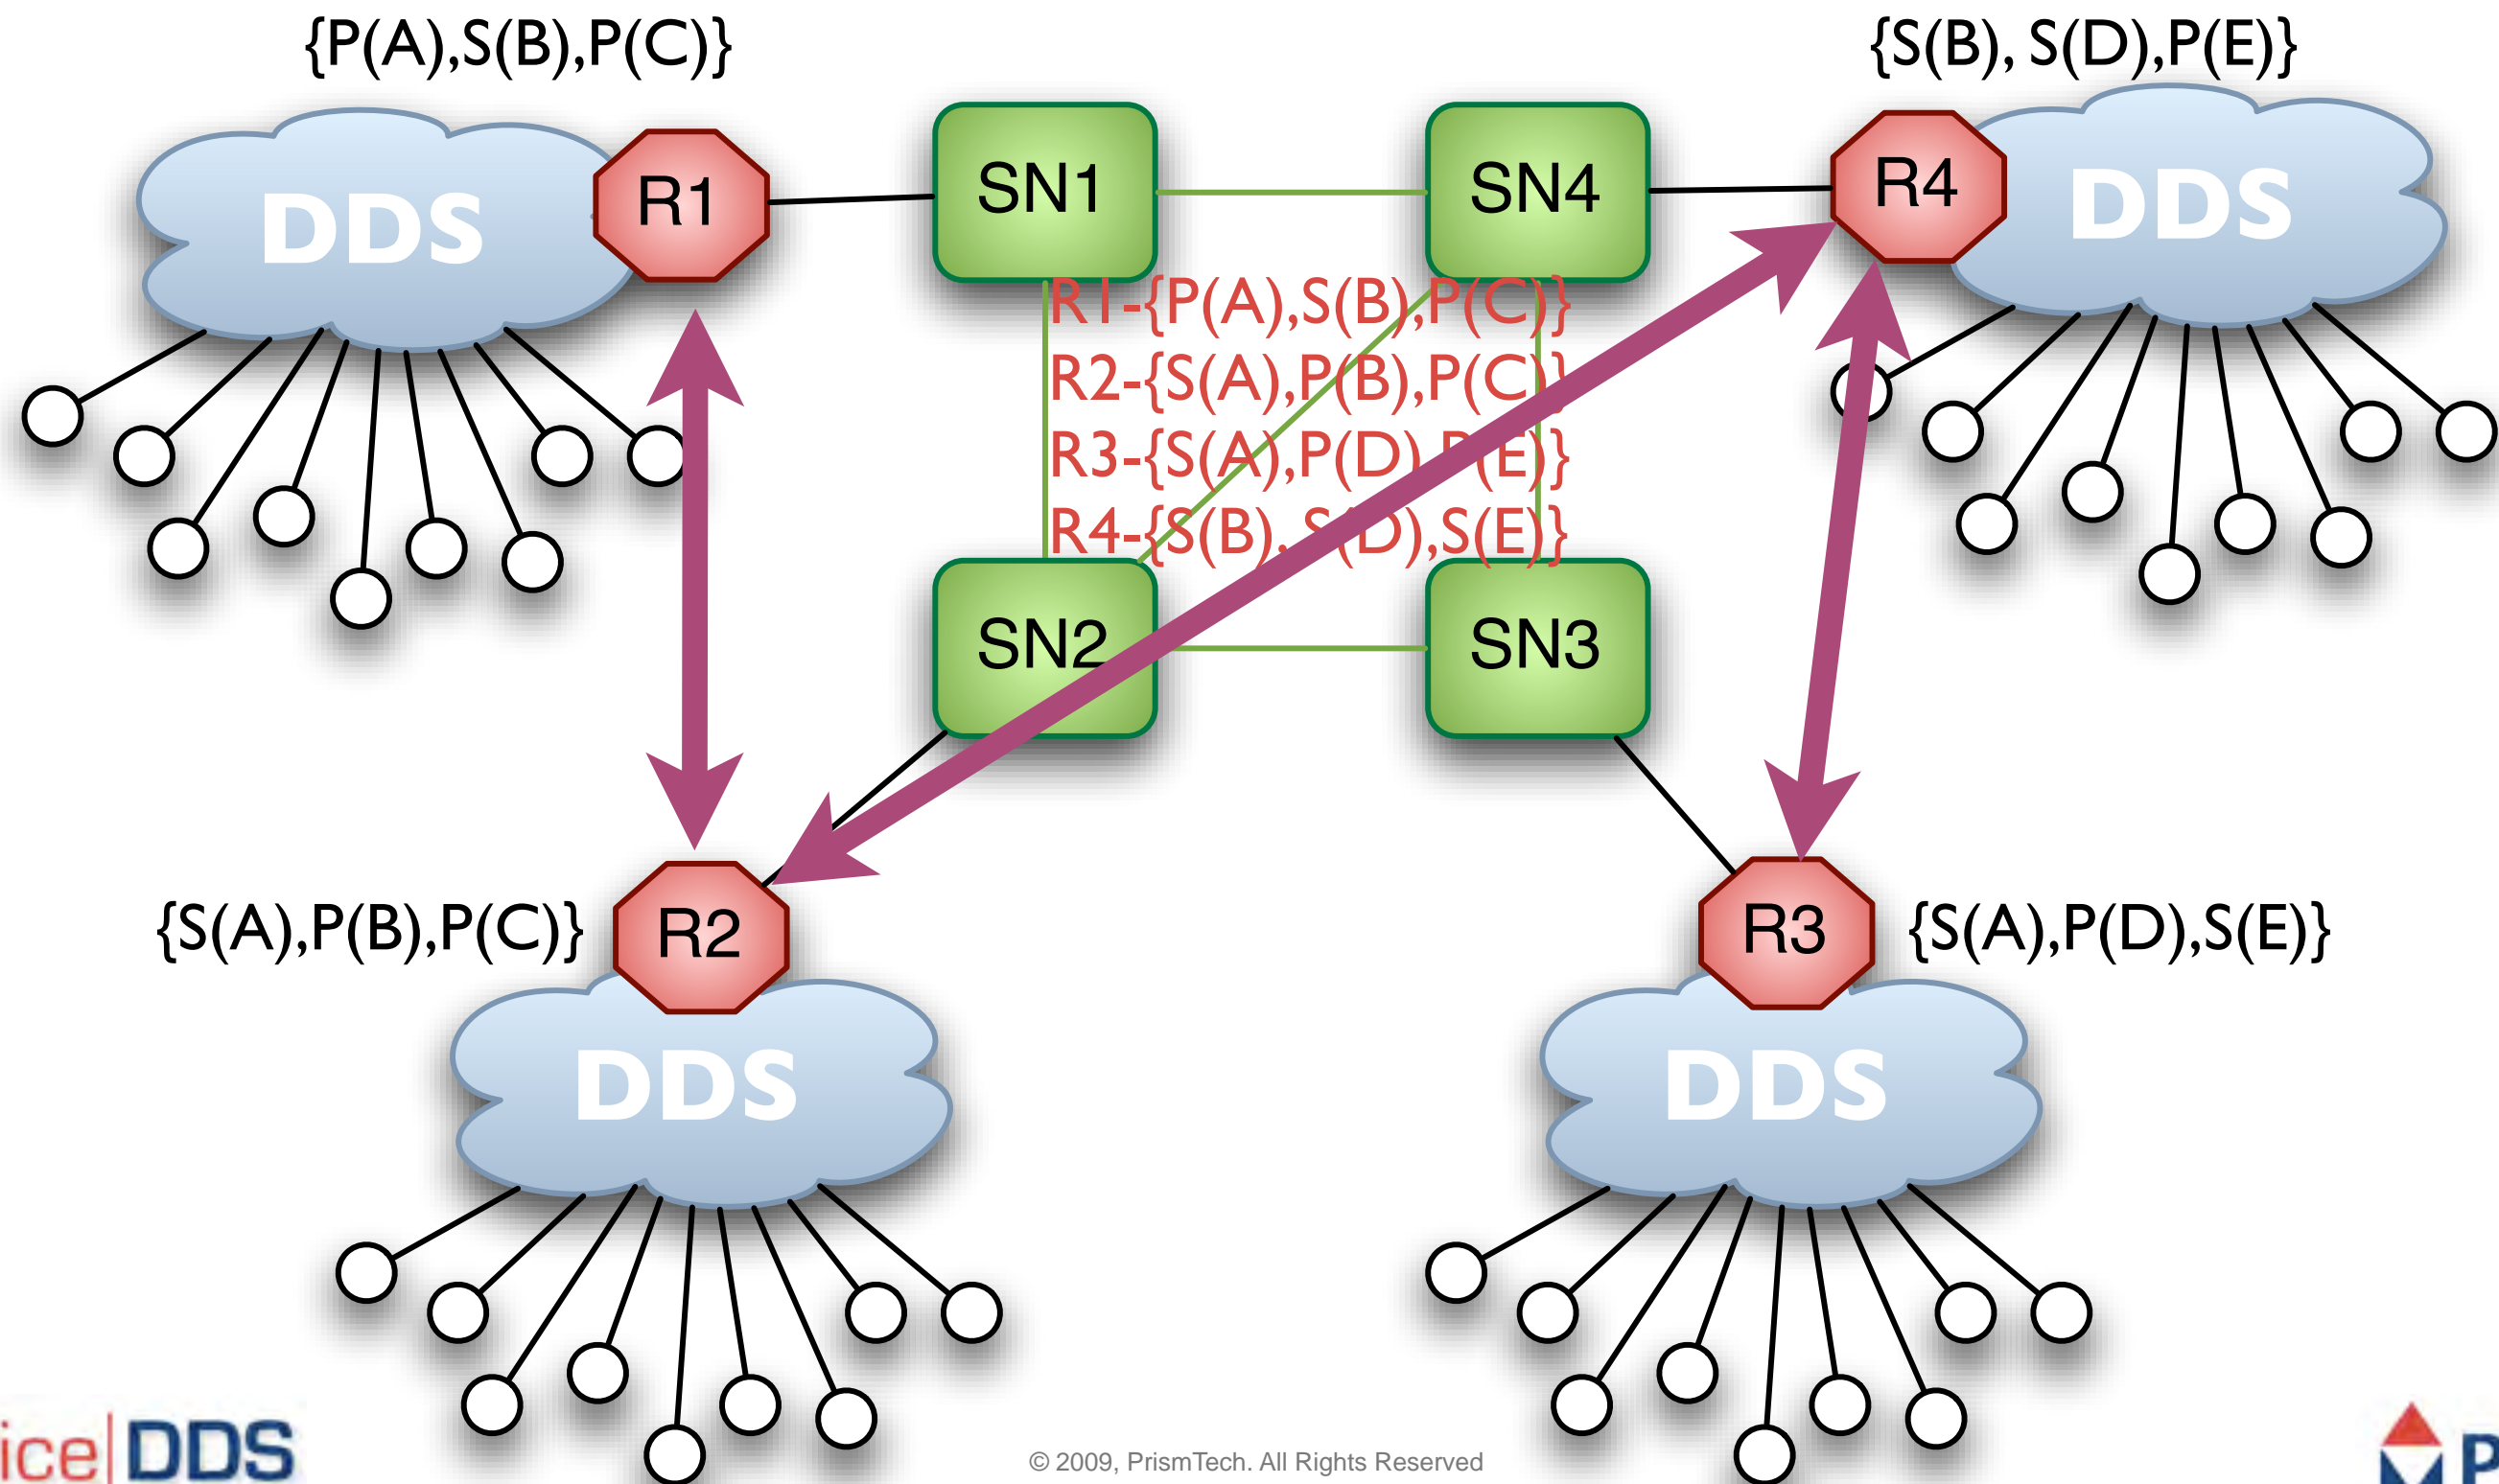 {P(A),S(B),P(C)}
{S(B), S(D),P(E)}
DDS
R1
SN1
SN4
R4
DDS
R1-{P(A),S(B),P(C)}
R2-{S(A),P(B),P(C)}
R3-{S(A),P(D),P(E)}
R4-{S(B), S(D),S(E)}
SN2
SN3
{S(A),P(B),P(C)}
R2
R3
{S(A),P(D),S(E)}
DDS
DDS
ice|DDS
© 2009, PrismTech. All Rights Reserved
P